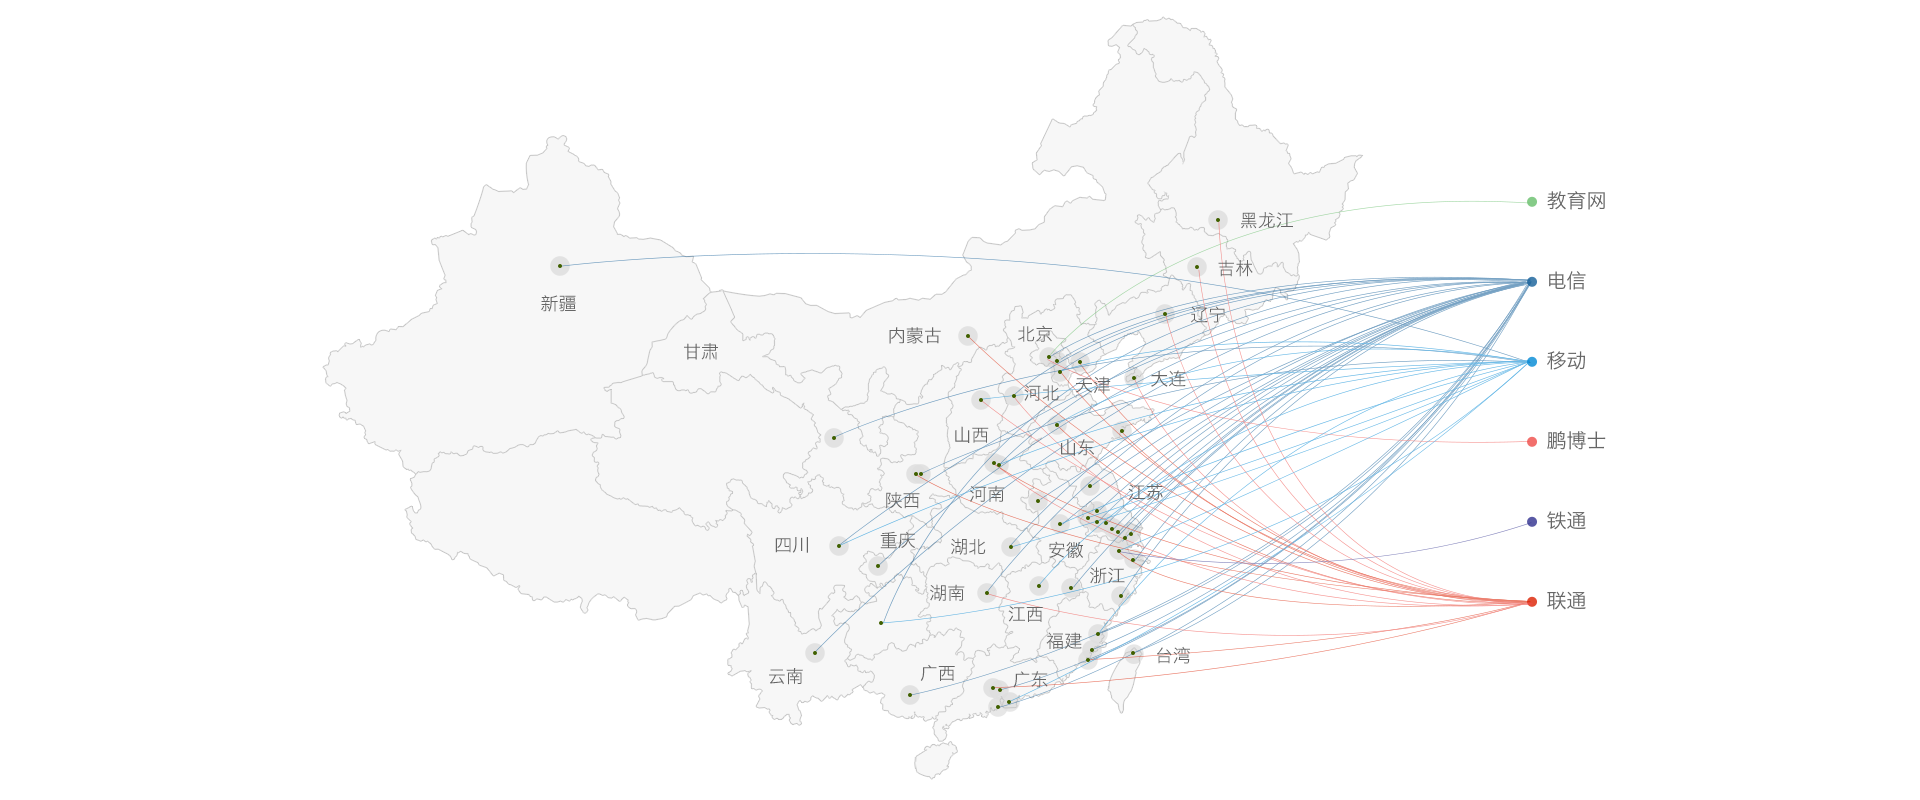 黑龙江
吉林
新疆
辽宁
内蒙古
北京
甘肃
大连
天津
河北
山西
山东
陕西
河南
江苏
四川
重庆
湖北
安徽
浙江
湖南
江西
福建
台湾
云南
广西
广东
教育网
电信
移动
鹏博士
铁通
联通